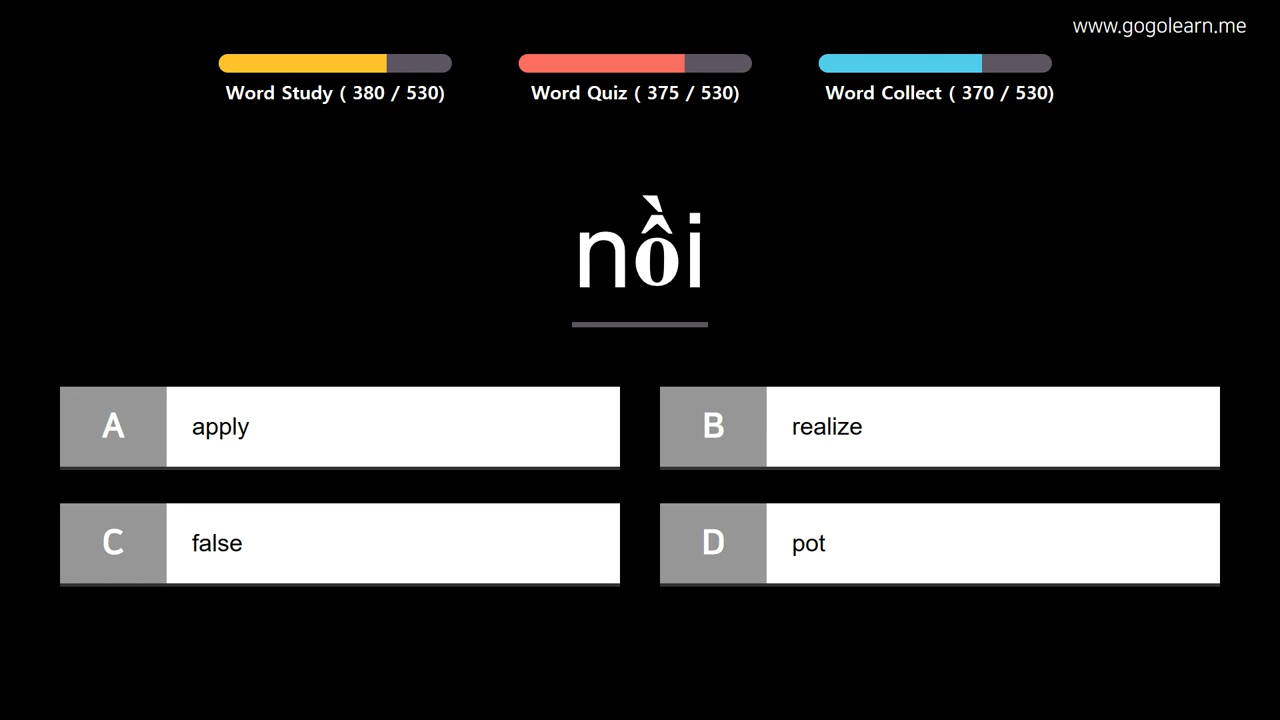 www.gogolearn.me
Word Study ( 380 / 530)
Word Quiz ( 375 / 530)
Word Collect ( 370 / 530)
nồi
A apply
B realize
C false
D pot